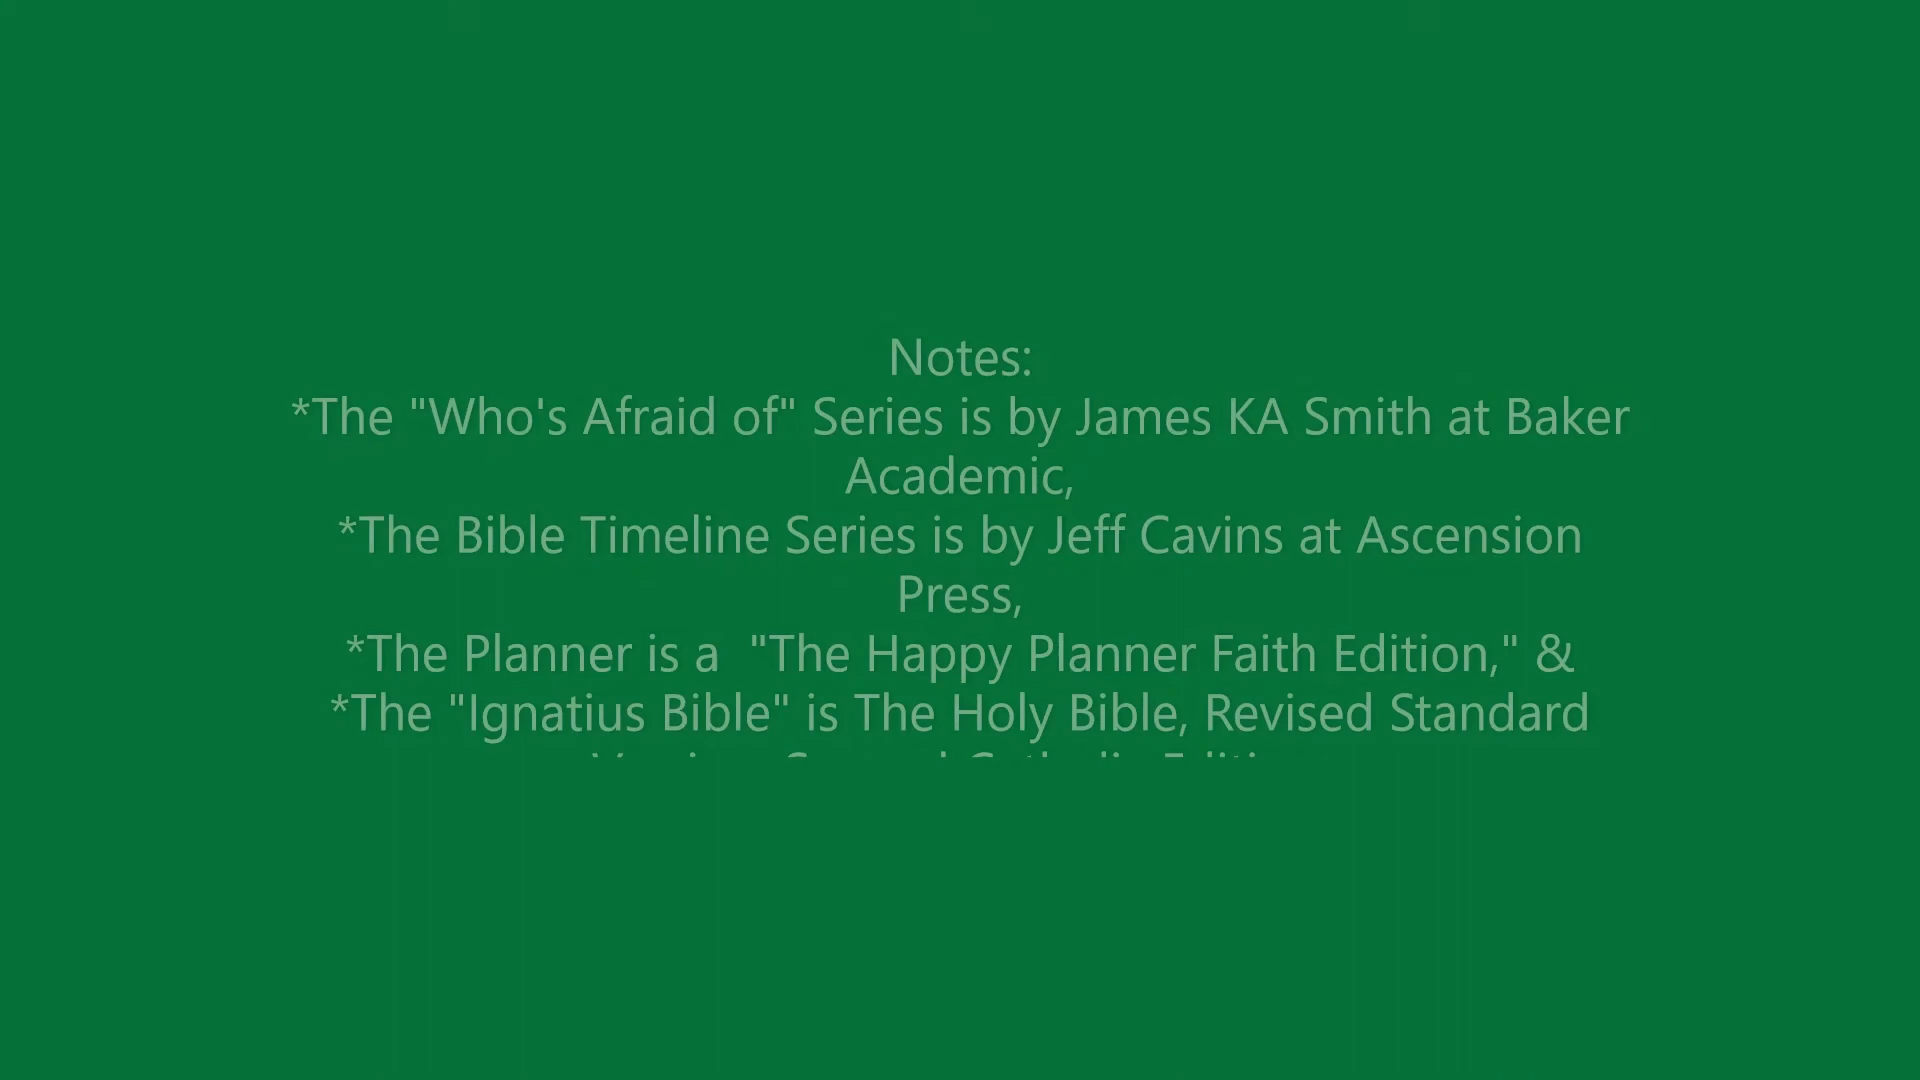 Notes:
*The "Who's Afraid of" Series is by James KA Smith at Baker
Academic,
*The Bible Timeline Series is by Jeff Cavins at Ascension
Press,
*The Planner is a  "The Happy Planner Faith Edition," &
*The "Ignatius Bible" is The Holy Bible, Revised Standard